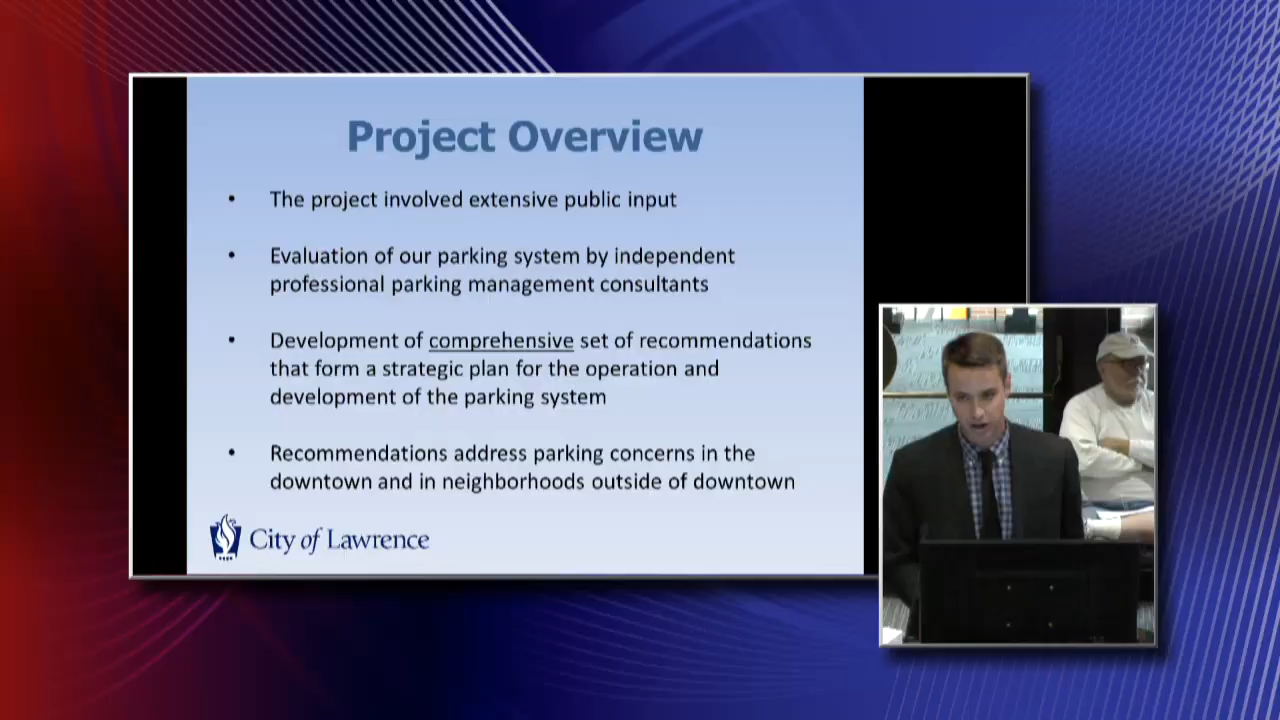 Project Overview
• The project involved extensive public input
• Evaluation of our parking system by independent
professional parking management consultants
• Development of comprehensive set of recommendations
that form a strategic plan for the operation and
development of the parking system
• Recommendations address parking concerns in the
downtown and in neighborhoods outside of downtown
City of Lawrence